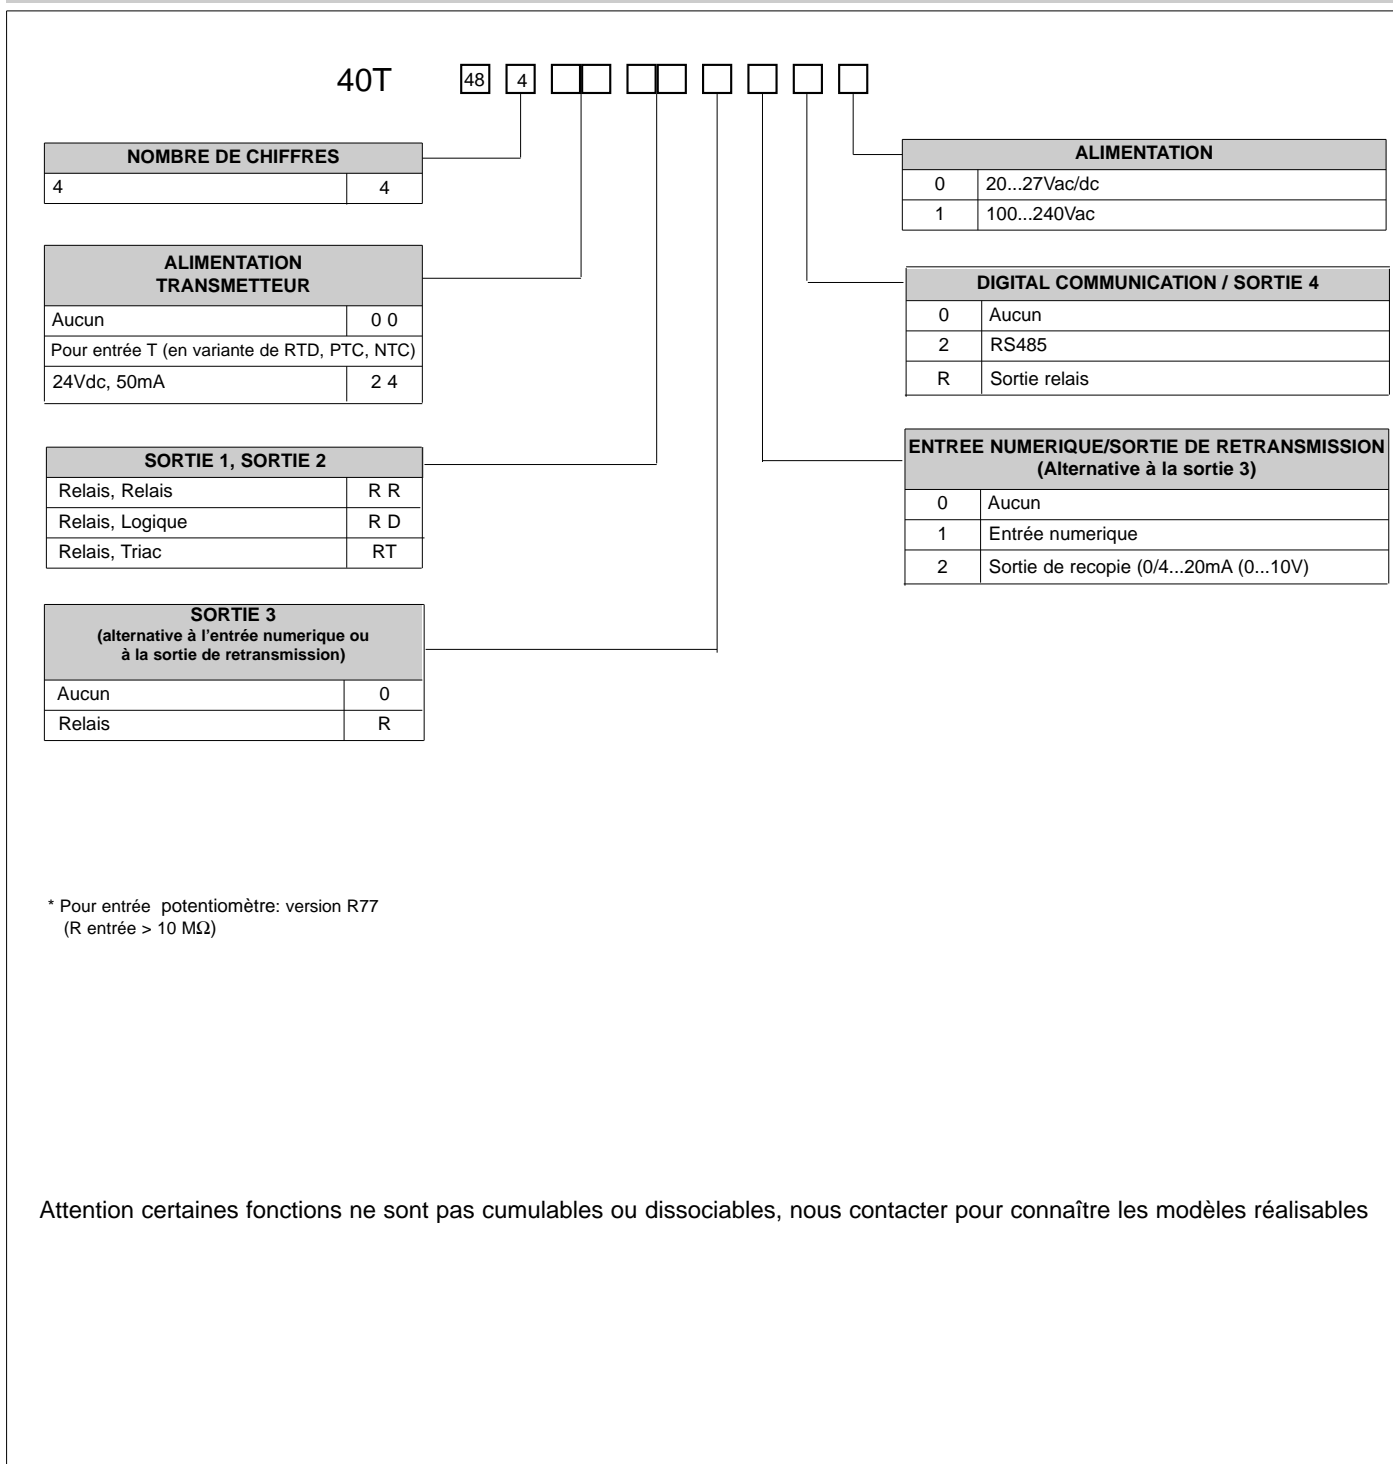 40T 48 4
NOMBRE DE CHIFFRES
4 4
ALIMENTATION
TRANSMETTEUR
Aucun 0 0
Pour entrée T (en variante de RTD, PTC, NTC)
24Vdc, 50mA 2 4
SORTIE 1, SORTIE 2
Relais, Relais R R
Relais, Logique R D
Relais, Triac RT
SORTIE 3
(alternative à l'entrée numerique ou
à la sortie de retransmission)
Aucun 0
Relais R
ALIMENTATION
0 20...27Vac/dc
1 100...240Vac
DIGITAL COMMUNICATION / SORTIE 4
0 Aucun
2 RS485
R Sortie relais
ENTREE NUMERIQUE/SORTIE DE RETRANSMISSION
(Alternative à la sortie 3)
0 Aucun
1 Entrée numerique
2 Sortie de recopie (0/4...20mA (0...10V)
* Pour entrée potentiomètre: version R77
(R entrée > 10 MΩ)
Attention certaines fonctions ne sont pas cumulables ou dissociables, nous contacter pour connaître les modèles réalisables